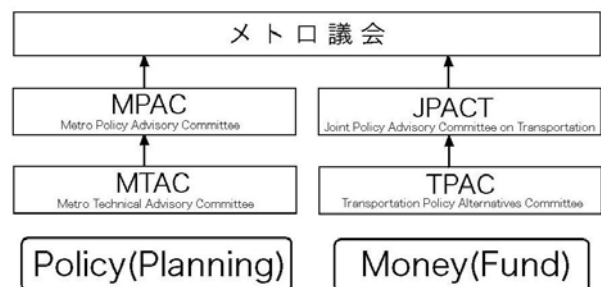 メトロ議会
MPAC
Metro Policy Advisory Committee
JPACT
Joint Policy Advisory Committee on Transportation
MTAC
Metro Technical Advisory Committee
TPAC
Transportation Policy Alternatives Committee
Policy(Planning)
Money(Fund)